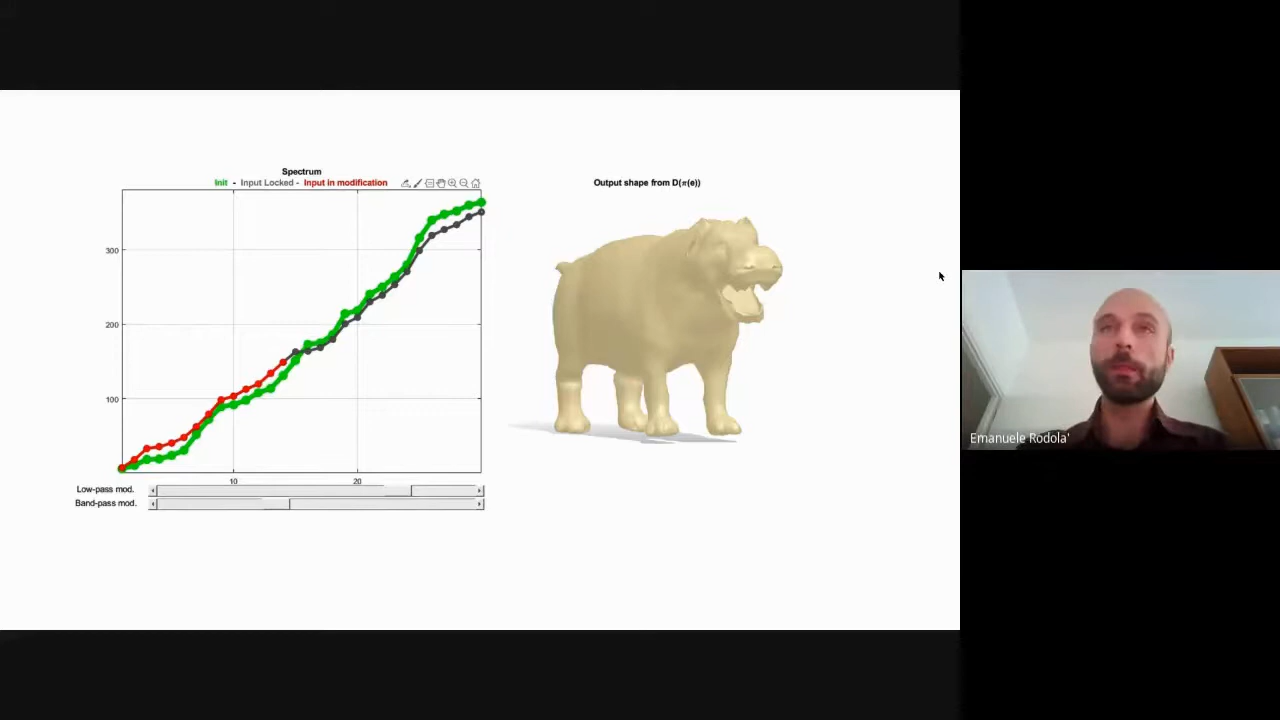 Spectrum
Init - Input Locked - Input in modification
300
200
100
10
20
Low-pass mod.
Band-pass mod.
Output shape from D(π(e))
Emanuele Rodola'